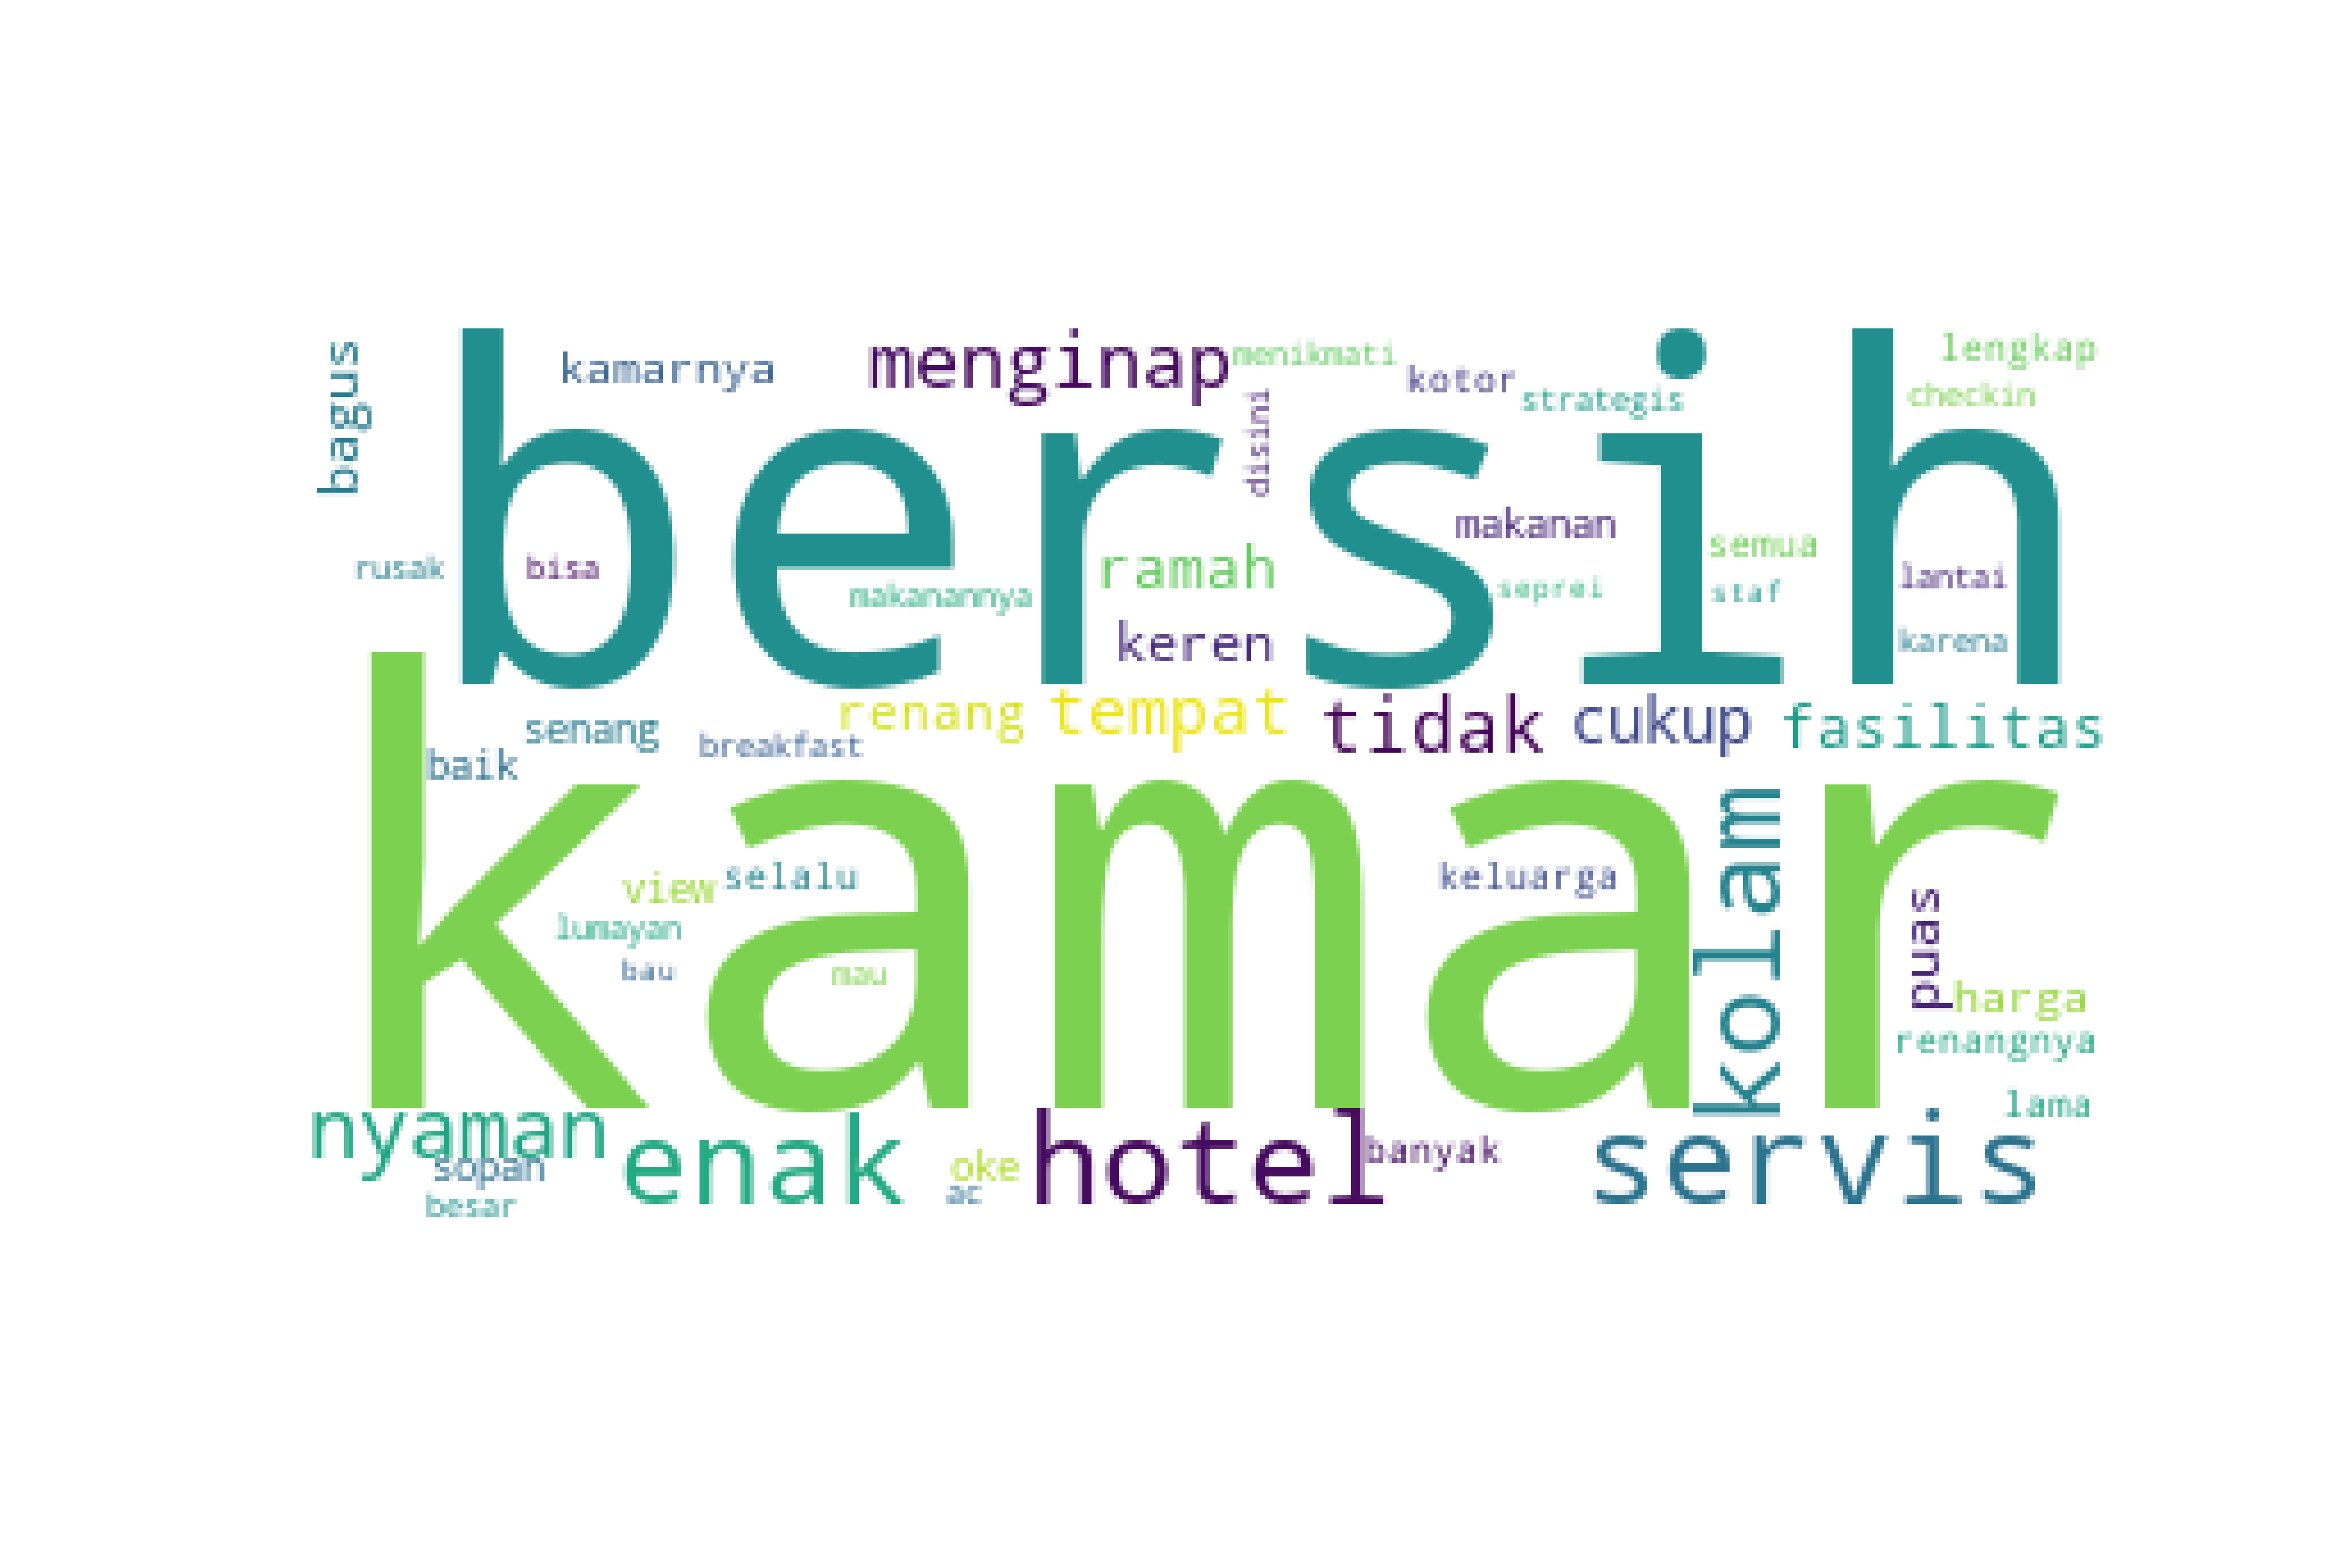 bagus
kamarnya
menginap
menikmati
kotor
strategis
lengkap
checkin
bersih
disini
makanan
semua
rusak
bisa
makanannya
ramah
seprei
staf
lantai
keren
karena
senang
baik
breakfast
renang
tempat
tidak
cukup
fasilitas
kamar
view
selalu
keluarga
kolam
puas
lumayan
bau
mau
harga
renangnya
lama
nyaman
sopan
besar
enak
oke
ac
hotel
banyak
servis